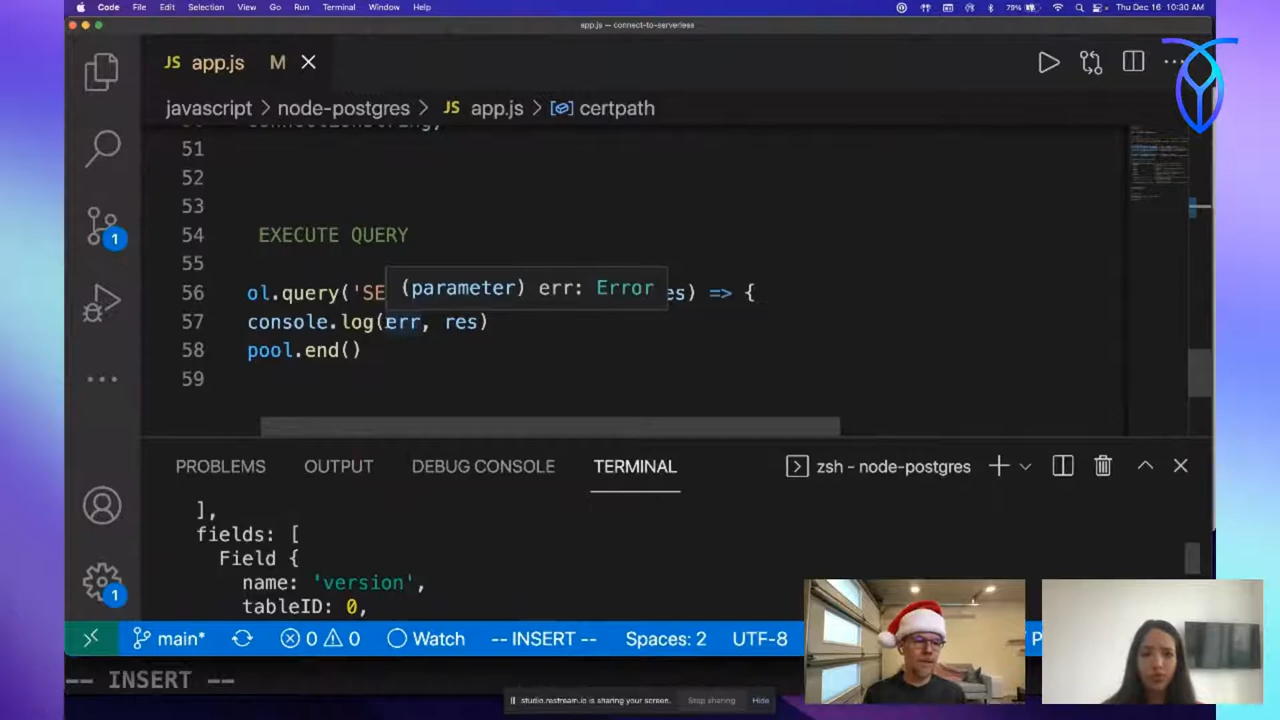 Code File Edit Selection View Go Run Terminal Window Help 79% Thu Dec 16 10:30 AM
app.js — connect-to-serverless
JS app.js M
javascript > node-postgres > JS app.js > certpath
connectionString,
51
52
53
54 EXECUTE QUERY
55
(parameter) err: Error
56 ol.query('SE es) => {
57 console.log(err, res)
58 pool.end()
59
1
PROBLEMS OUTPUT DEBUG CONSOLE TERMINAL zsh - node-postgres
],
fields: [
Field {
name: 'version',
tableID: 0,
1
main* 0 0 Watch -- INSERT -- Spaces: 2 UTF-8 P
-- INSERT --
studio.restream.io is sharing your screen. Stop sharing Hide